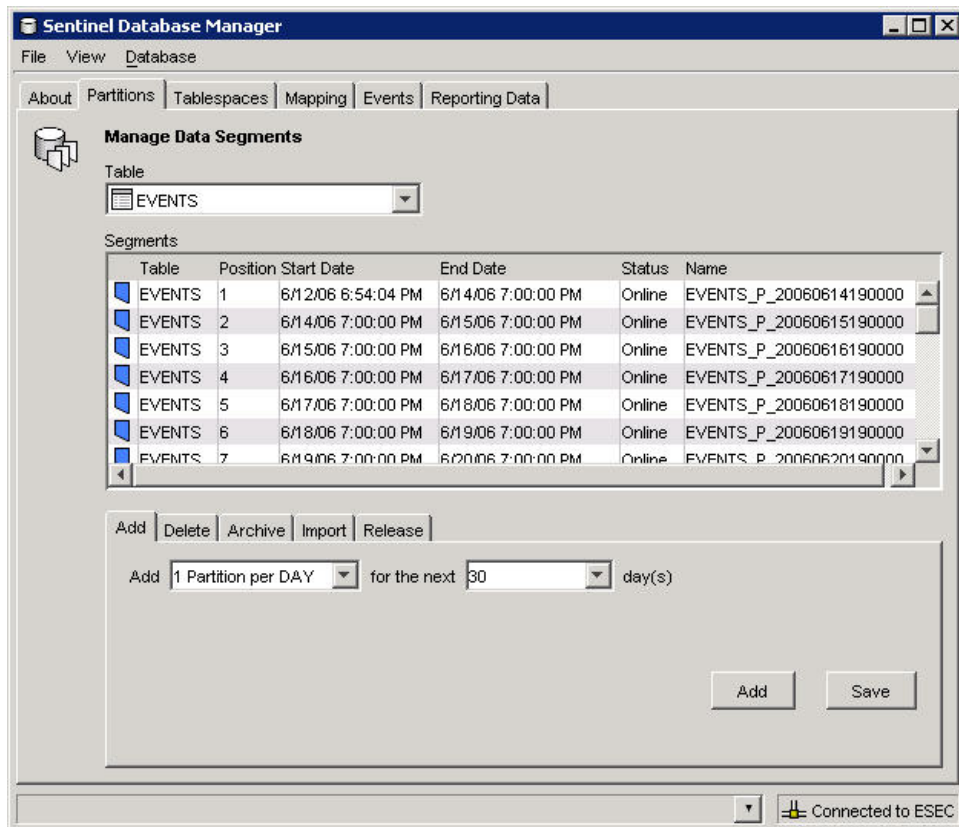 Sentinel Database Manager
File View Database
About Partitions Tablespaces Mapping Events Reporting Data
Manage Data Segments
Table
EVENTS
Segments
Table Position Start Date End Date Status Name
EVENTS 1 6/12/06 6:54:04 PM 6/14/06 7:00:00 PM Online EVENTS_P_20060614190000
EVENTS 2 6/14/06 7:00:00 PM 6/15/06 7:00:00 PM Online EVENTS_P_20060615190000
EVENTS 3 6/15/06 7:00:00 PM 6/16/06 7:00:00 PM Online EVENTS_P_20060616190000
EVENTS 4 6/16/06 7:00:00 PM 6/17/06 7:00:00 PM Online EVENTS_P_20060617190000
EVENTS 5 6/17/06 7:00:00 PM 6/18/06 7:00:00 PM Online EVENTS_P_20060618190000
EVENTS 6 6/18/06 7:00:00 PM 6/19/06 7:00:00 PM Online EVENTS_P_20060619190000
EVENTS 7 6/19/06 7:00:00 PM 6/20/06 7:00:00 PM Online EVENTS_P_20060620190000
Add Delete Archive Import Release
Add 1 Partition per DAY for the next 30 day(s)
Add Save
Connected to ESEC